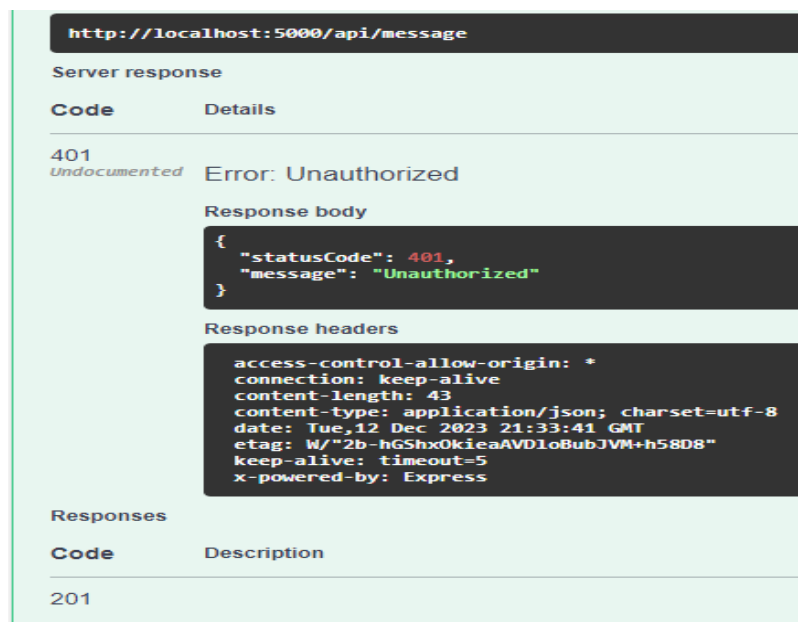 http://localhost:5000/api/message
Server response
Code Details
401
Undocumented
Error: Unauthorized
Response body
{
"statusCode": 401,
"message": "Unauthorized"
}
Response headers
access-control-allow-origin: *
connection: keep-alive
content-length: 43
content-type: application/json; charset=utf-8
date: Tue,12 Dec 2023 21:33:41 GMT
etag: W/"2b-hGShxOkieaAVDloBubJVM+h58D8"
keep-alive: timeout=5
x-powered-by: Express
Responses
Code Description
201